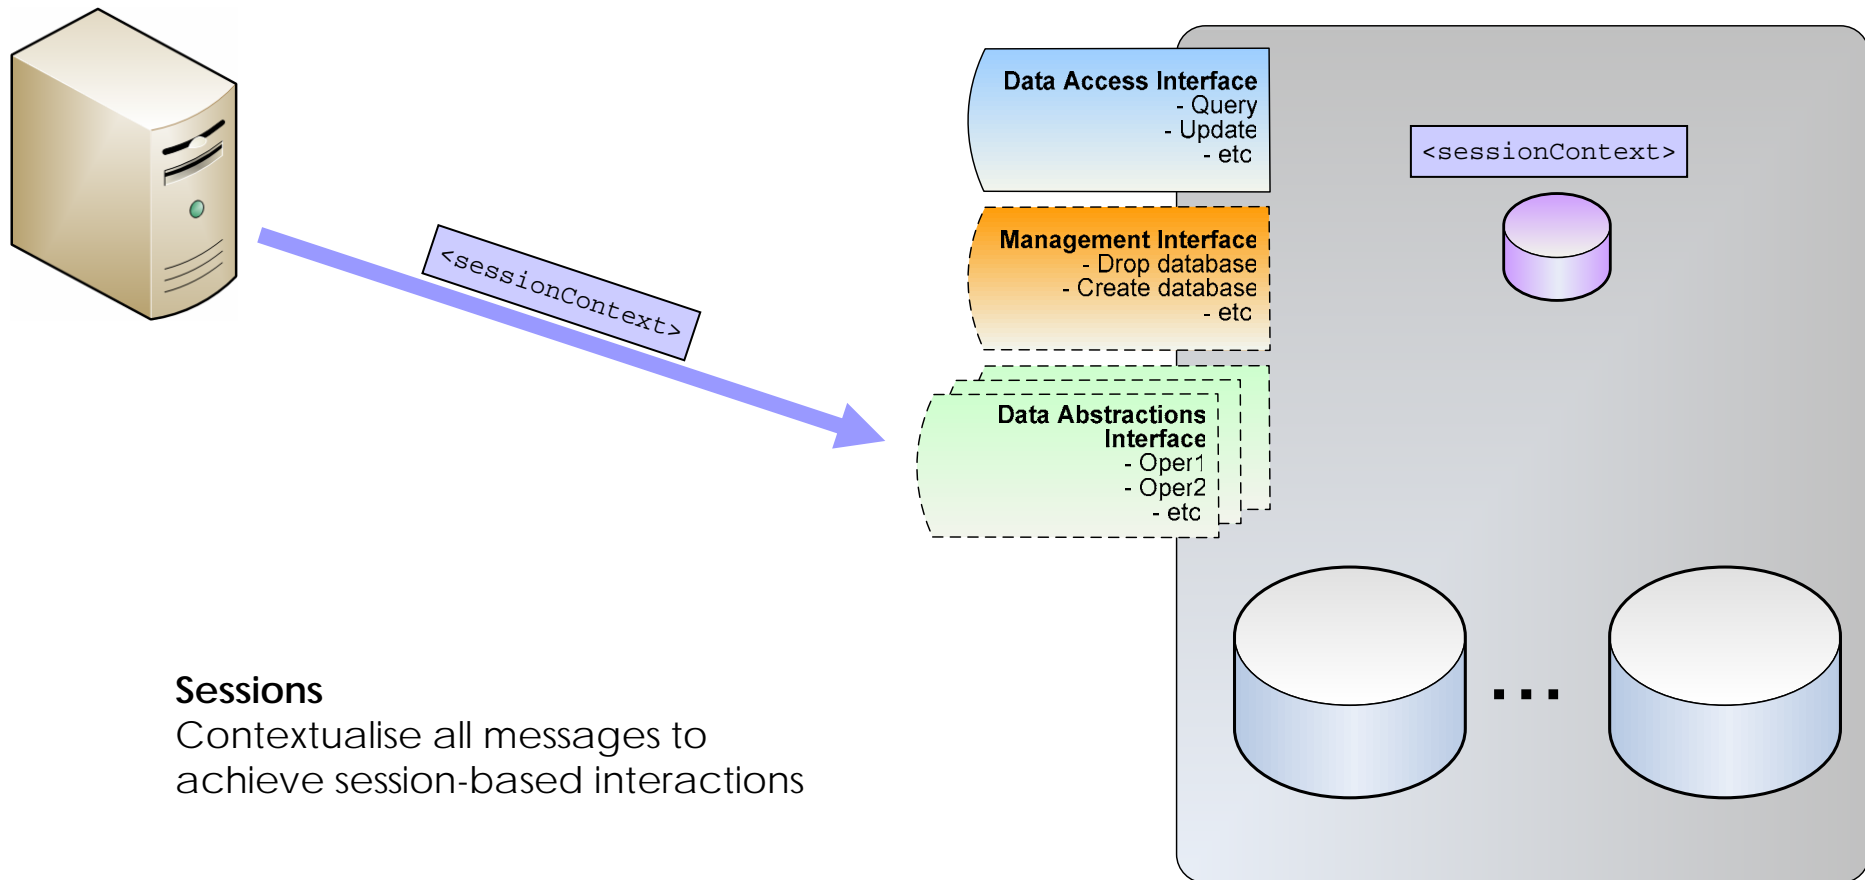 Data Access Interface
- Query
- Update
- etc
<sessionContext>
Management Interface
- Drop database
- Create database
- etc
<sessionContext>
Data Abstractions
Interface
- Oper1
- Oper2
- etc
Sessions
Contextualise all messages to
achieve session-based interactions
...